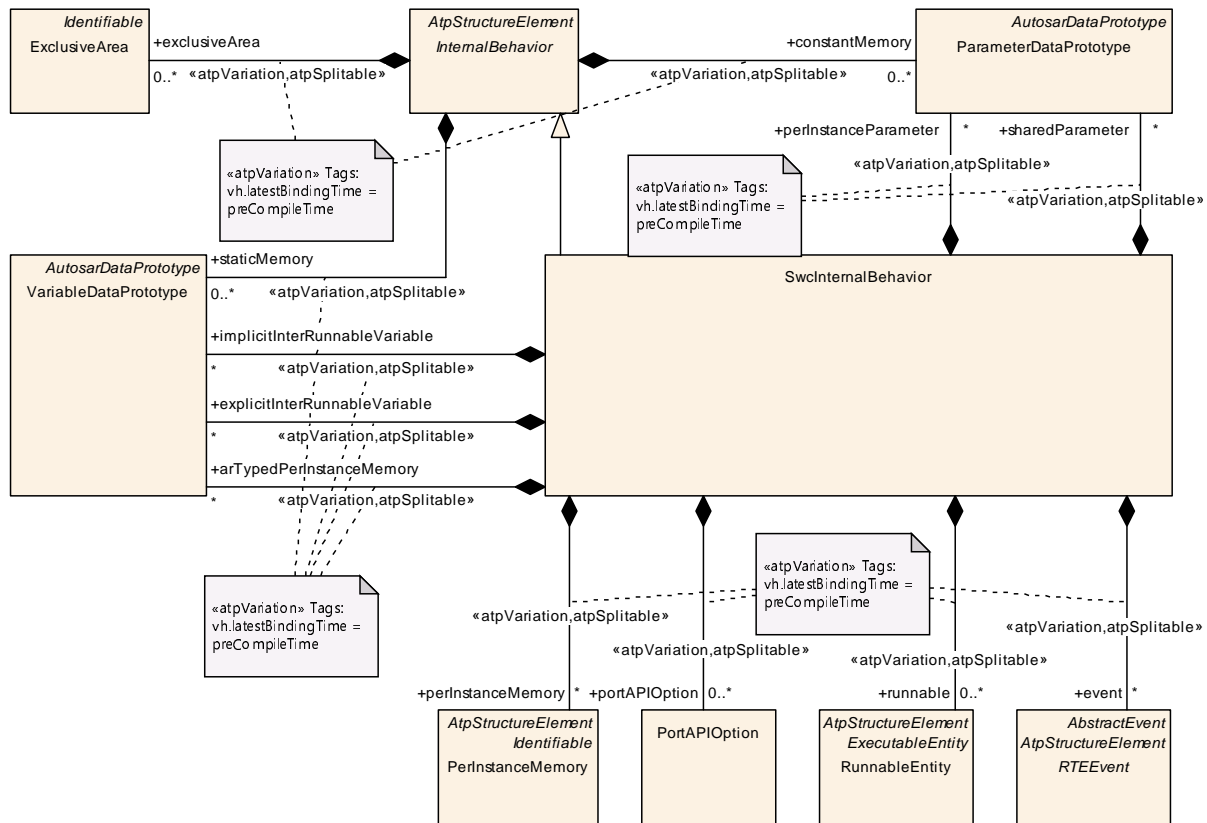 Identifiable
ExclusiveArea
+exclusiveArea
0..*
«atpVariation,atpSplitable»
AtpStructureElement
InternalBehavior
+constantMemory
«atpVariation,atpSplitable»
0..*
AutosarDataPrototype
ParameterDataPrototype
+perInstanceParameter
*
+sharedParameter
*
«atpVariation,atpSplitable»
«atpVariation,atpSplitable»
«atpVariation» Tags:
vh.latestBindingTime =
preCompileTime
«atpVariation» Tags:
vh.latestBindingTime =
preCompileTime
AutosarDataPrototype
VariableDataPrototype
+staticMemory
0..*
«atpVariation,atpSplitable»
SwcInternalBehavior
+implicitInterRunnableVariable
*
«atpVariation,atpSplitable»
+explicitInterRunnableVariable
*
«atpVariation,atpSplitable»
+arTypedPerInstanceMemory
*
«atpVariation,atpSplitable»
«atpVariation» Tags:
vh.latestBindingTime =
preCompileTime
«atpVariation» Tags:
vh.latestBindingTime =
preCompileTime
«atpVariation,atpSplitable»
«atpVariation,atpSplitable»
«atpVariation,atpSplitable»
«atpVariation,atpSplitable»
+perInstanceMemory
*
+portAPIOption
0..*
+runnable
0..*
+event
*
AtpStructureElement
Identifiable
PerInstanceMemory
PortAPIOption
AtpStructureElement
ExecutableEntity
RunnableEntity
AbstractEvent
AtpStructureElement
RTEEvent